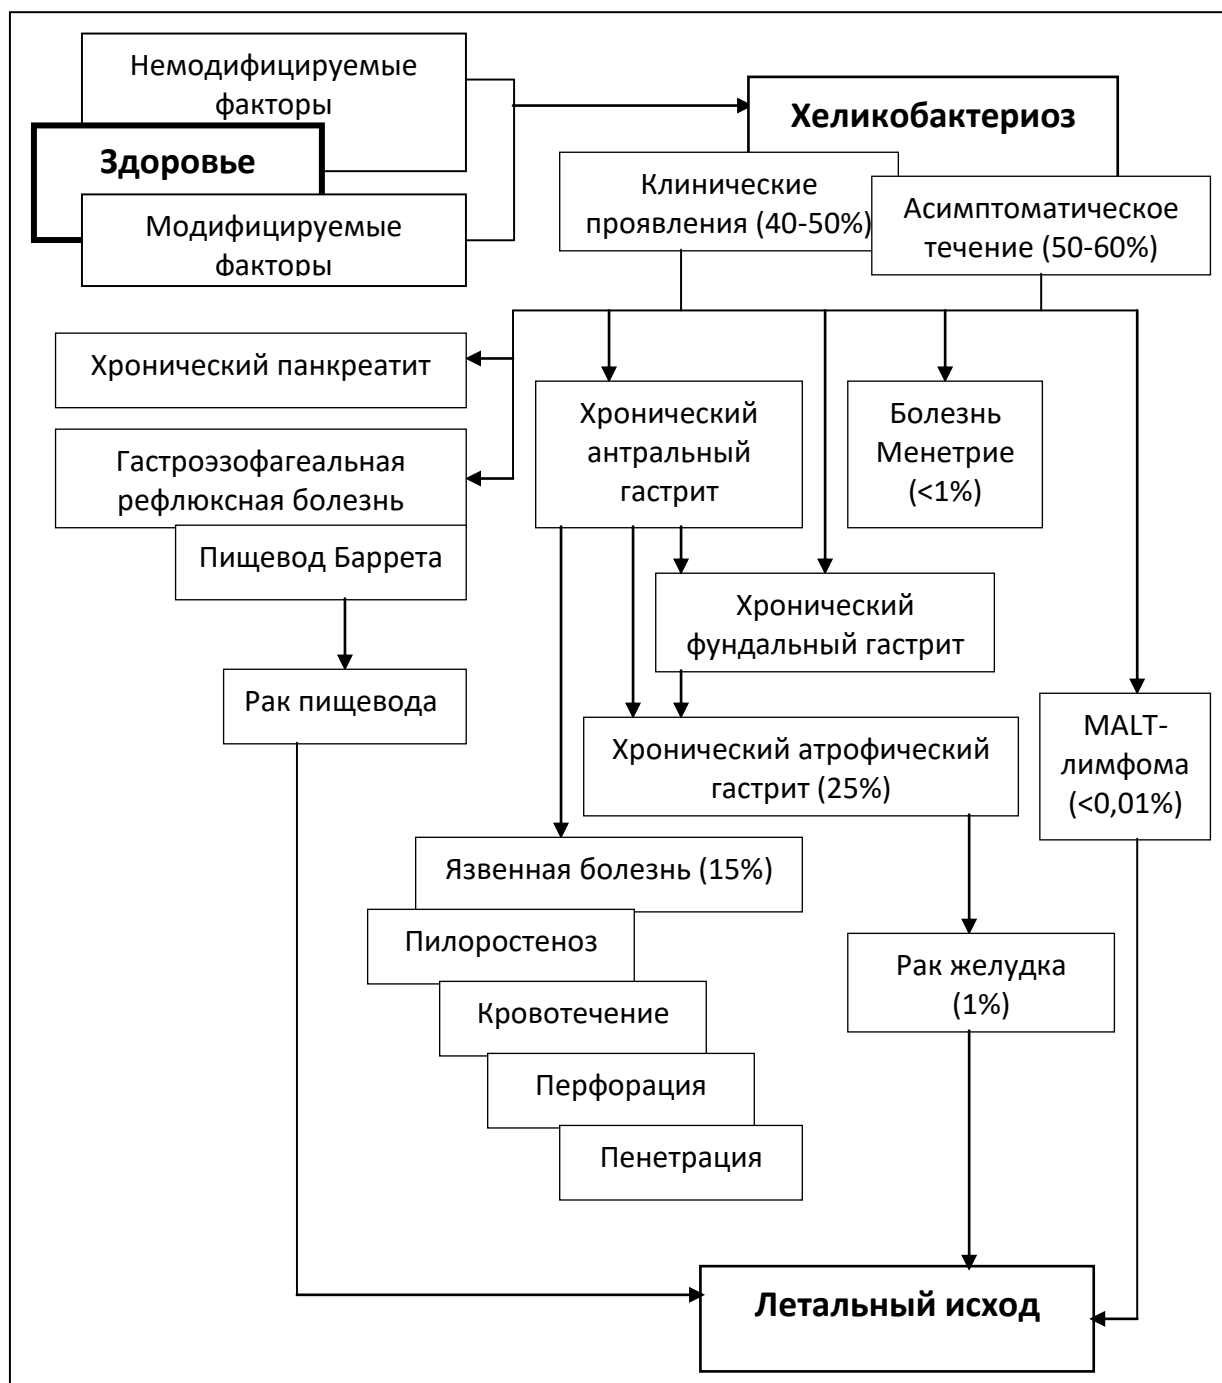 Немодифицируемые
факторы
Здоровье
Модифицируемые
факторы
Хеликобактериоз
Клинические
проявления (40-50%)
Асимптоматическое
течение (50-60%)
Хронический панкреатит
Гастроэзофагеальная
рефлюксная болезнь
Пищевод Баррета
Рак пищевода
Хронический
антральный
гастрит
Болезнь
Менетрие
(<1%)
Хронический
фундальный гастрит
Хронический атрофический
гастрит (25%)
MALT-
лимфома
(<0,01%)
Язвенная болезнь (15%)
Пилоростеноз
Кровотечение
Перфорация
Пенетрация
Рак желудка
(1%)
Летальный исход